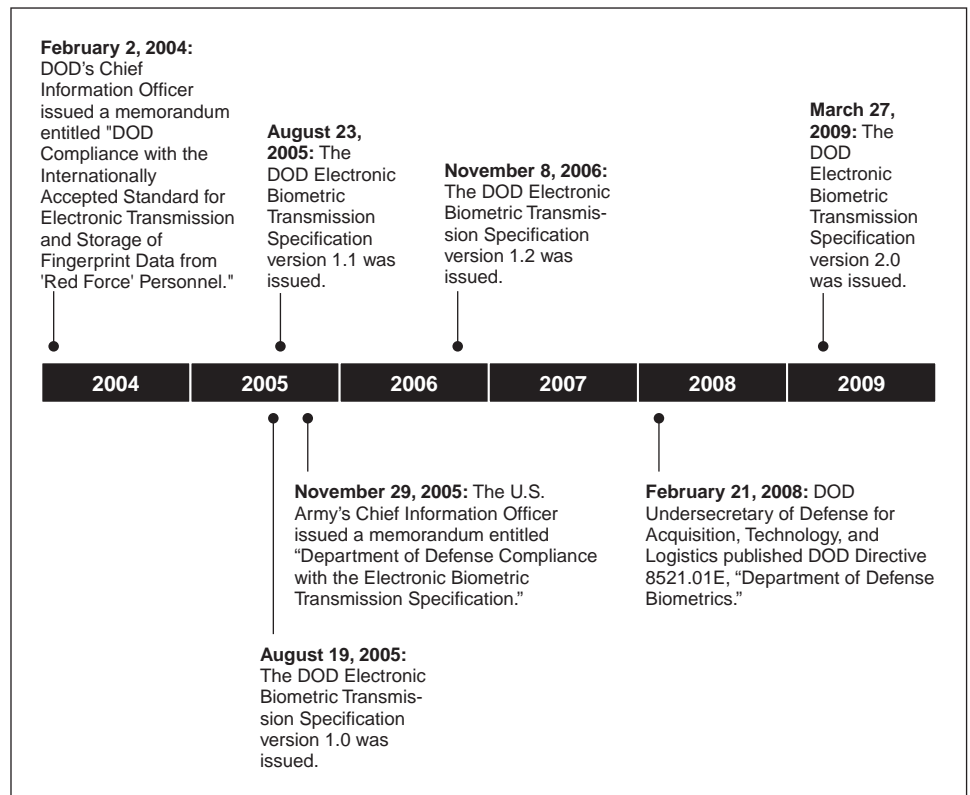 February 2, 2004:
DOD's Chief
Information Officer
issued a memorandum
entitled "DOD
Compliance with the
Internationally
Accepted Standard for
Electronic Transmission
and Storage of
Fingerprint Data from
'Red Force' Personnel."
August 23,
2005: The
DOD Electronic
Biometric
Transmission
Specification
version 1.1 was
issued.
November 8, 2006:
The DOD Electronic
Biometric Transmis-
sion Specification
version 1.2 was
issued.
March 27,
2009: The
DOD
Electronic
Biometric
Transmission
Specification
version 2.0
was issued.
2004 2005 2006 2007 2008 2009
November 29, 2005: The U.S.
Army's Chief Information Officer
issued a memorandum entitled
“Department of Defense Compliance
with the Electronic Biometric
Transmission Specification.”
February 21, 2008: DOD
Undersecretary of Defense for
Acquisition, Technology, and
Logistics published DOD Directive
8521.01E, “Department of Defense
Biometrics.”
August 19, 2005:
The DOD Electronic
Biometric Transmis-
sion Specification
version 1.0 was
issued.